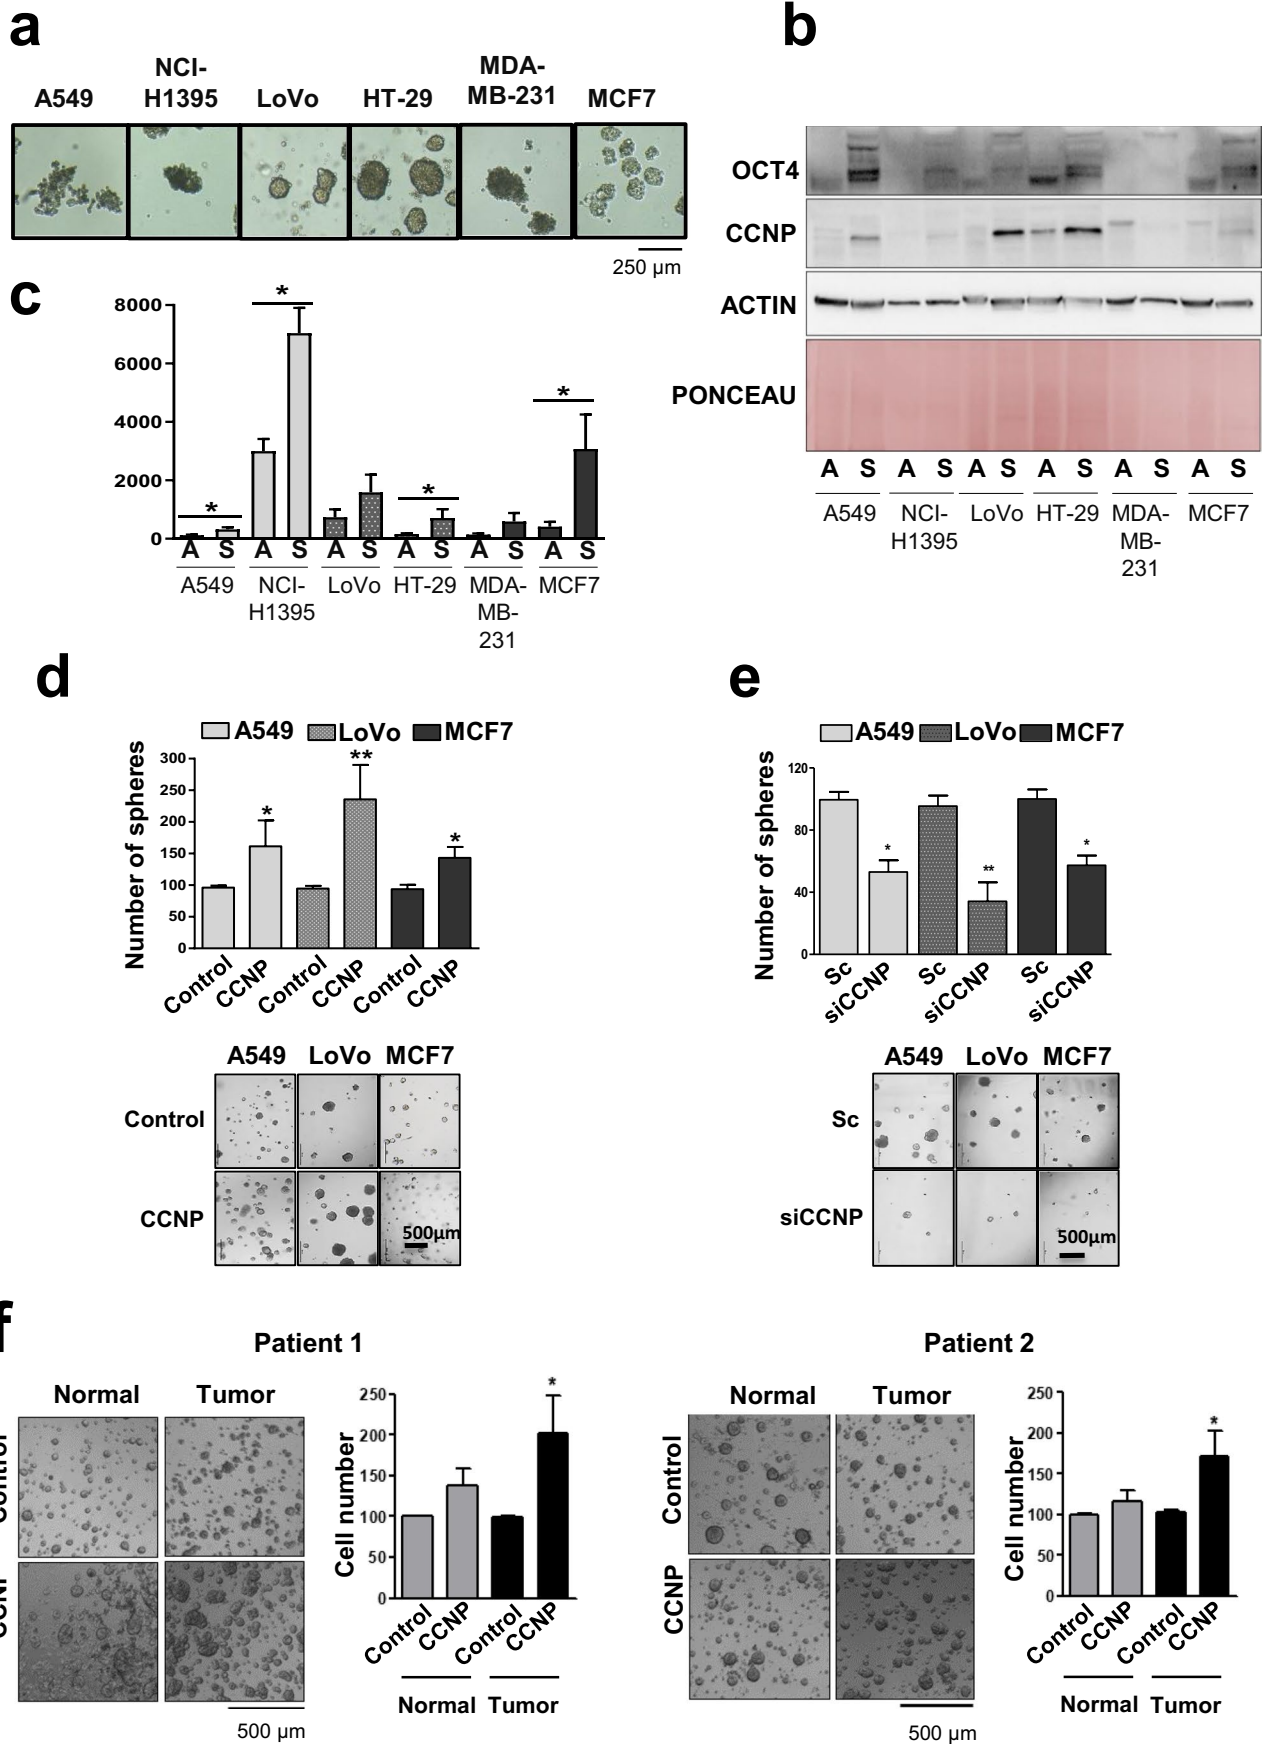 a
A549
NCI-
H1395
LoVo
HT-29
MDA-
MB-231
MCF7
250 µm
b
OCT4
CCNP
ACTIN
PONCEAU
A S A S A S A S A S A S
A549
NCI-
H1395
LoVo
HT-29
MDA-
MB-
231
MCF7
c
8000
6000
4000
2000
0
* * * *
A S A S A S A S A S A S
A549
NCI-
H1395
LoVo
HT-29
MDA-
MB-
231
MCF7
d
A549 LoVo MCF7
Number of spheres
300
250
200
150
100
50
0
* ** *
Control CCNP Control CCNP Control CCNP
A549 LoVo MCF7
Control
CCNP
500µm
e
A549 LoVo MCF7
Number of spheres
120
80
40
0
* ** *
Sc siCCNP Sc siCCNP Sc siCCNP
A549 LoVo MCF7
Sc
siCCNP
500µm
f
Patient 1
Normal Tumor
Control
CCNP
500 µm
Cell number
250
200
150
100
50
0
*
Control CCNP Control CCNP
Normal Tumor
Patient 2
Normal Tumor
Control
CCNP
500 µm
Cell number
250
200
150
100
50
0
*
Control CCNP Control CCNP
Normal Tumor